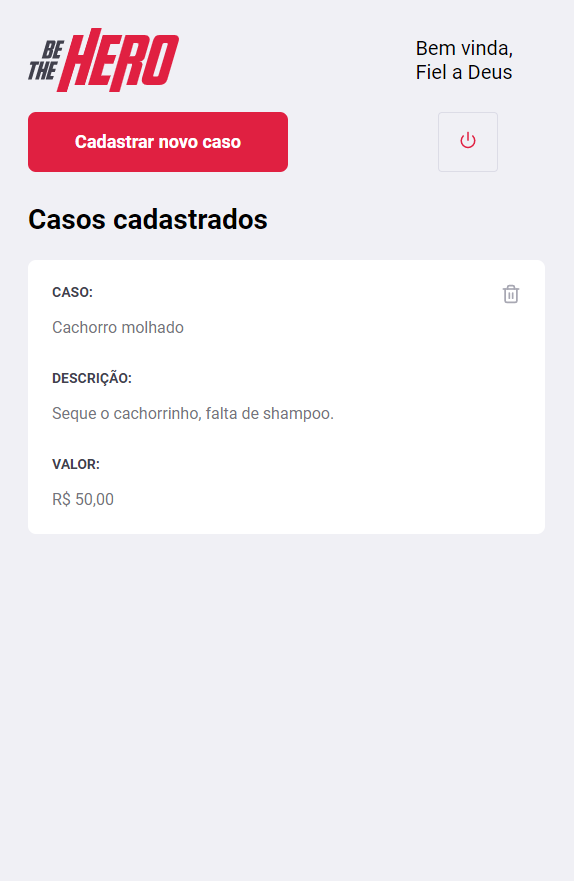 BE
THE
HERO
Bem vinda,
Fiel a Deus
Cadastrar novo caso
Casos cadastrados
CASO:
Cachorro molhado
DESCRIÇÃO:
Seque o cachorrinho, falta de shampoo.
VALOR:
R$ 50,00